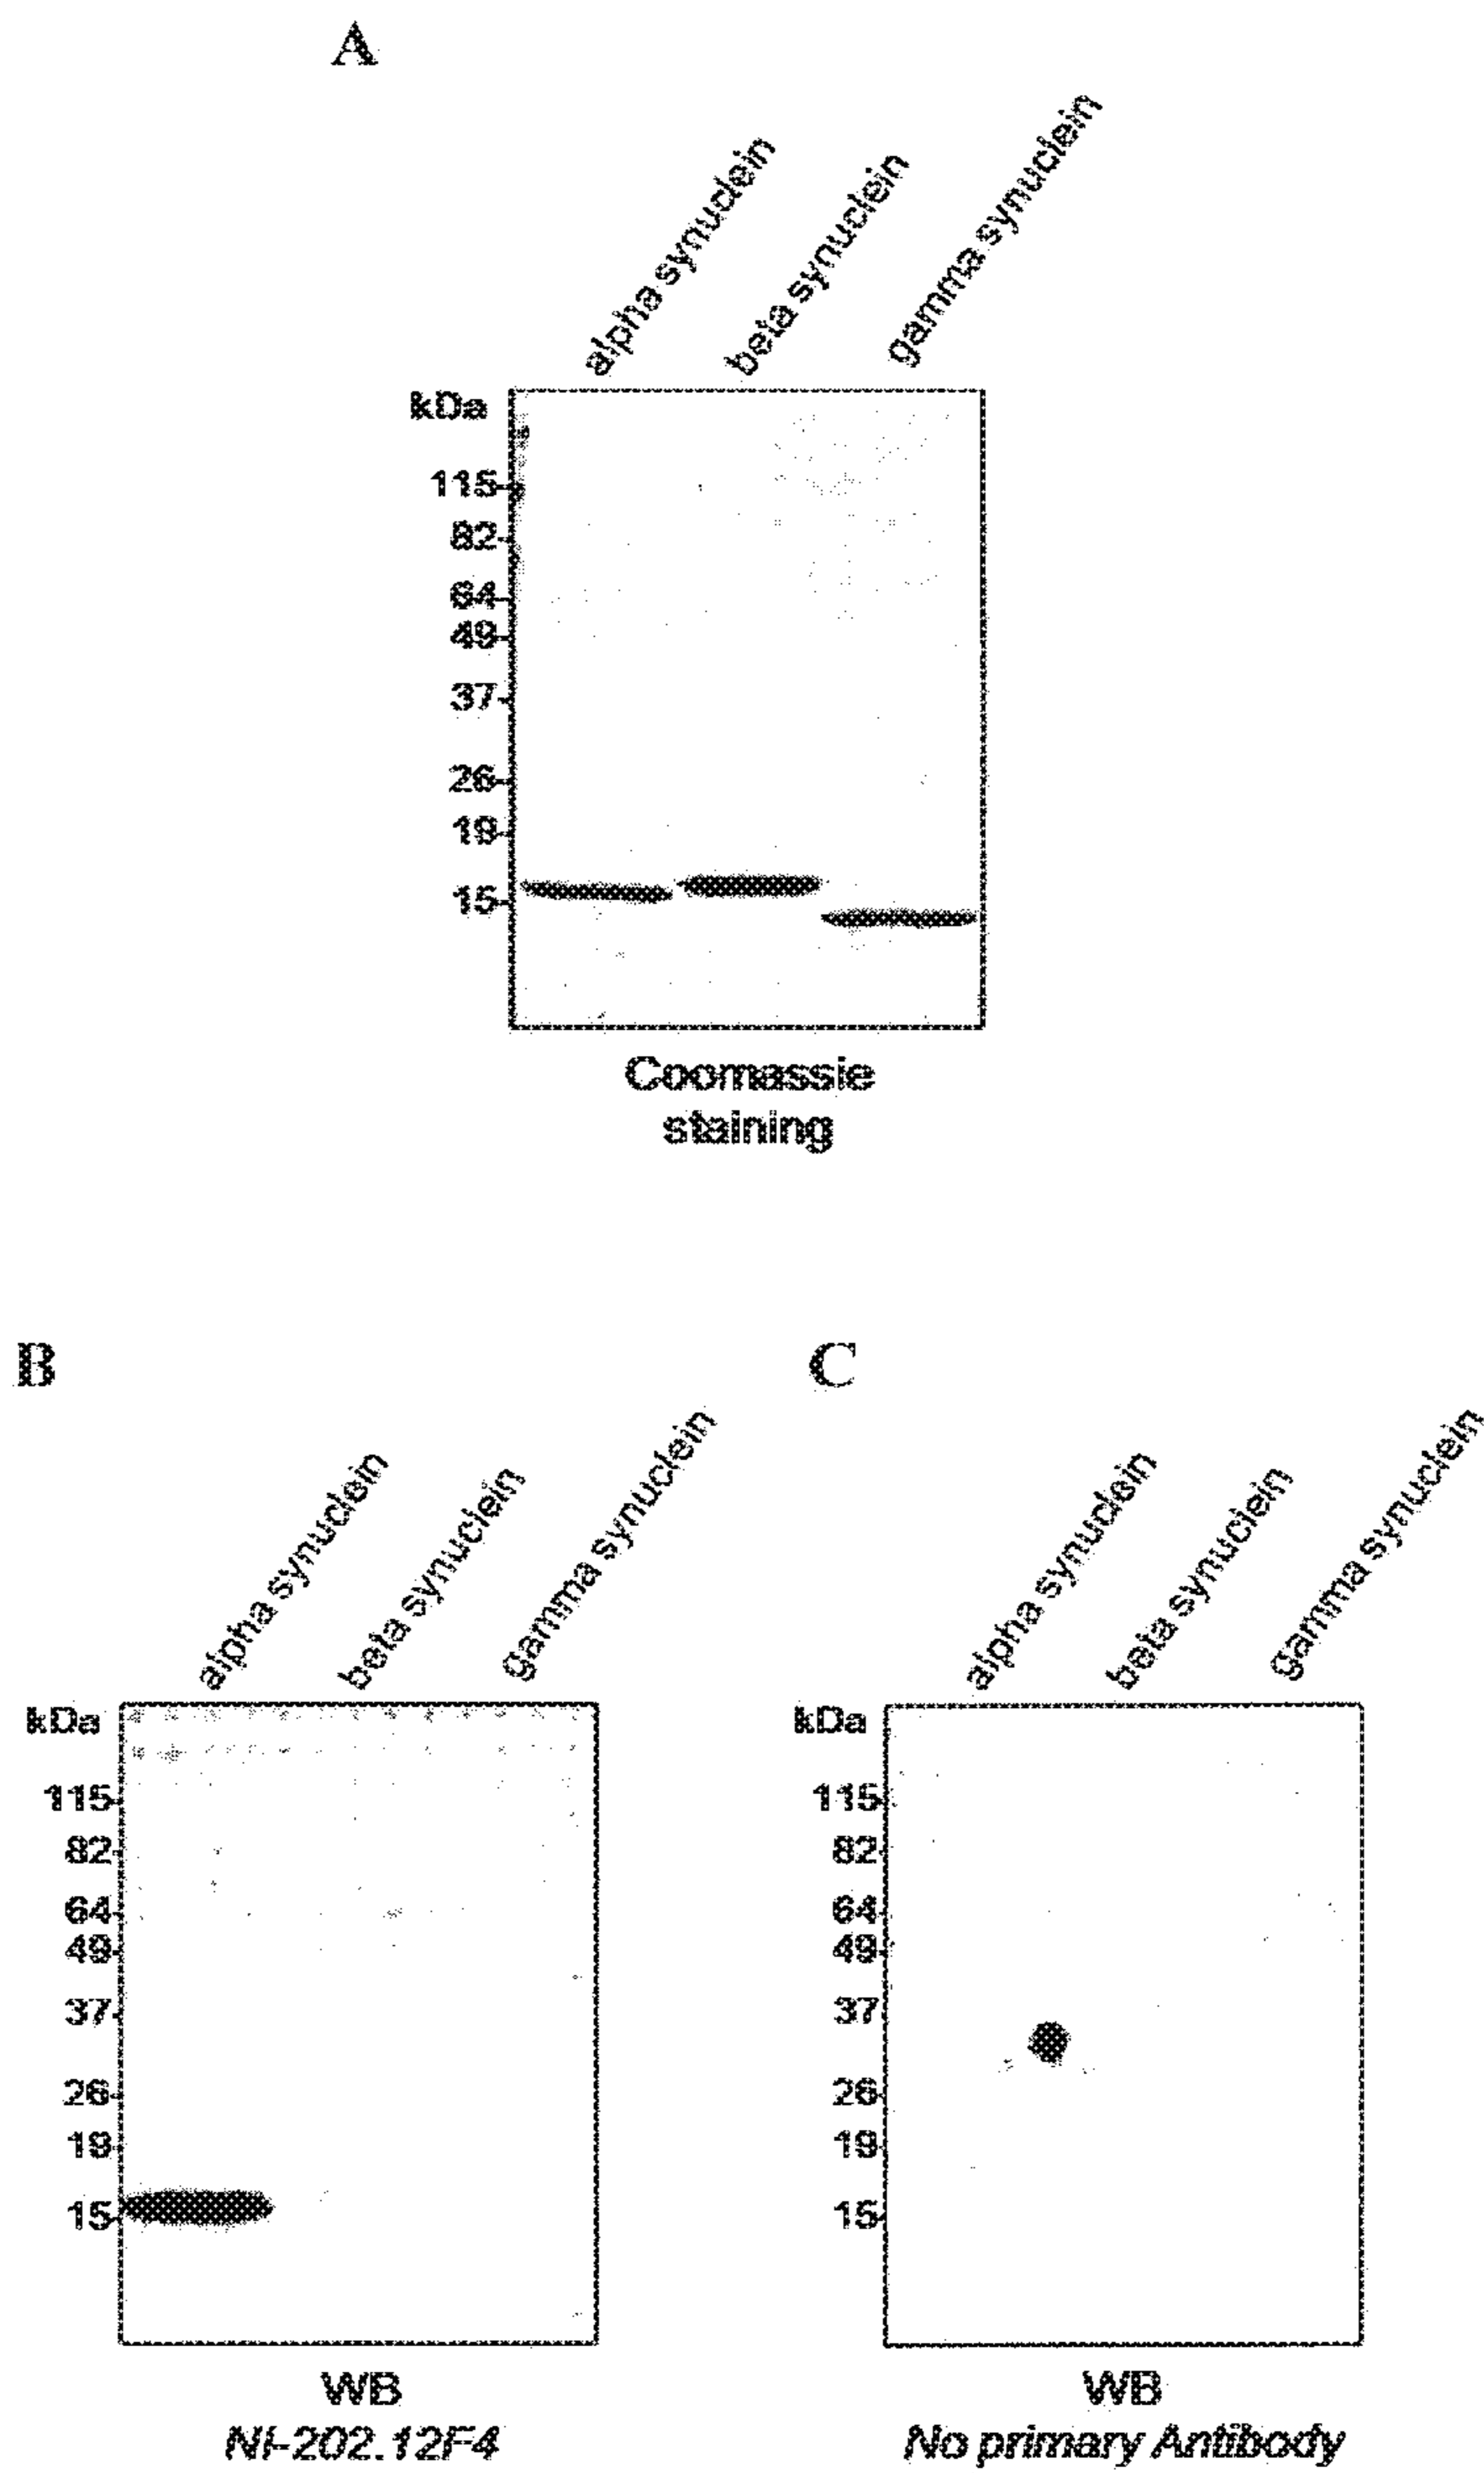 A
alpha synuclein
beta synuclein
gamma synuclein
kDa
115
82
64
49
37
26
19
15
Coomassie
staining
B
alpha synuclein
beta synuclein
gamma synuclein
kDa
115
82
64
49
37
26
19
15
WB
NI-202.12F4
C
alpha synuclein
beta synuclein
gamma synuclein
kDa
115
82
64
49
37
26
19
15
WB
No primary Antibody